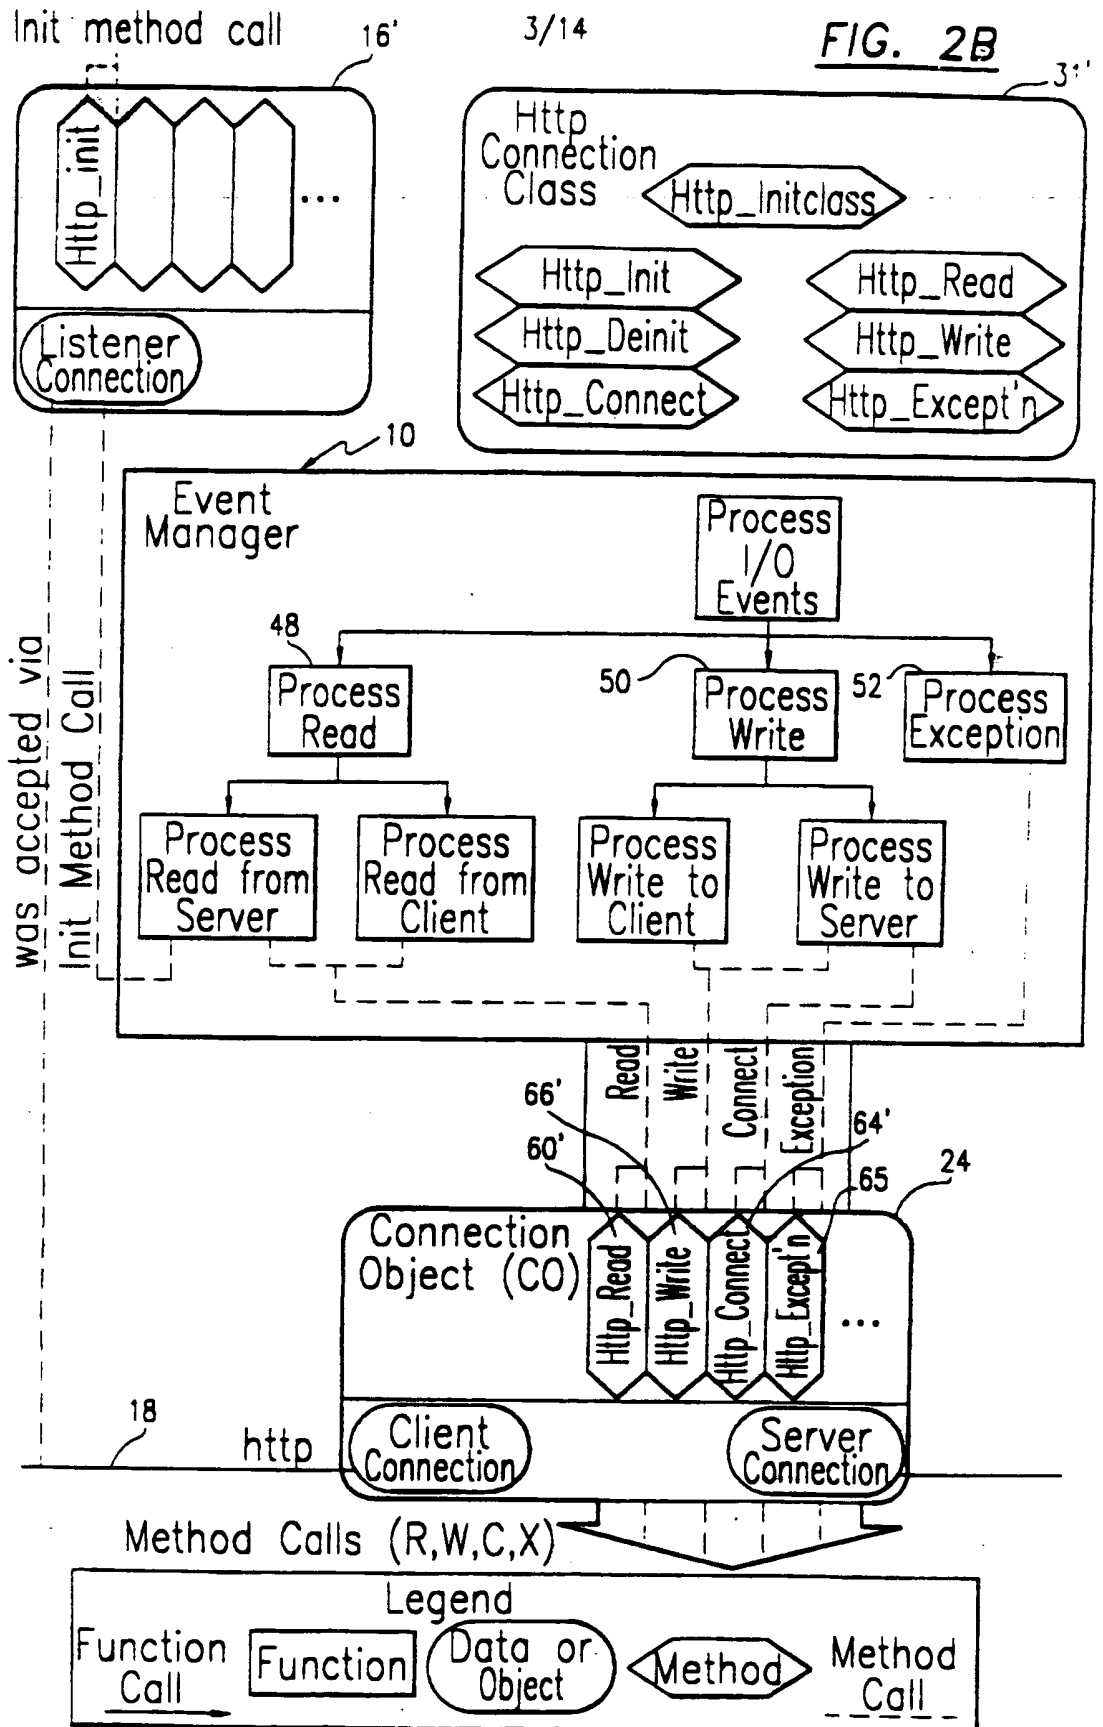 Init method call
16'
3/14
FIG. 2B
31'
Http_init
...
Listener
Connection
Http
Connection
Class
Http_Initclass
Http_Init
Http_Deinit
Http_Connect
Http_Read
Http_Write
Http_Except'n
10
Event
Manager
Process
I/O
Events
48
Process
Read
50
Process
Write
52
Process
Exception
Process
Read from
Server
Process
Read from
Client
Process
Write to
Client
Process
Write to
Server
was accepted via
Init Method Call
Read
Write
Connect
Exception
66'
60'
64'
65
24
Connection
Object (CO)
Http_Read
Http_Write
Http_Connect
Http_Except'n
...
18
http
Client
Connection
Server
Connection
Method Calls (R,W,C,X)
Legend
Function
Call
Function
Data or
Object
Method
Method
Call